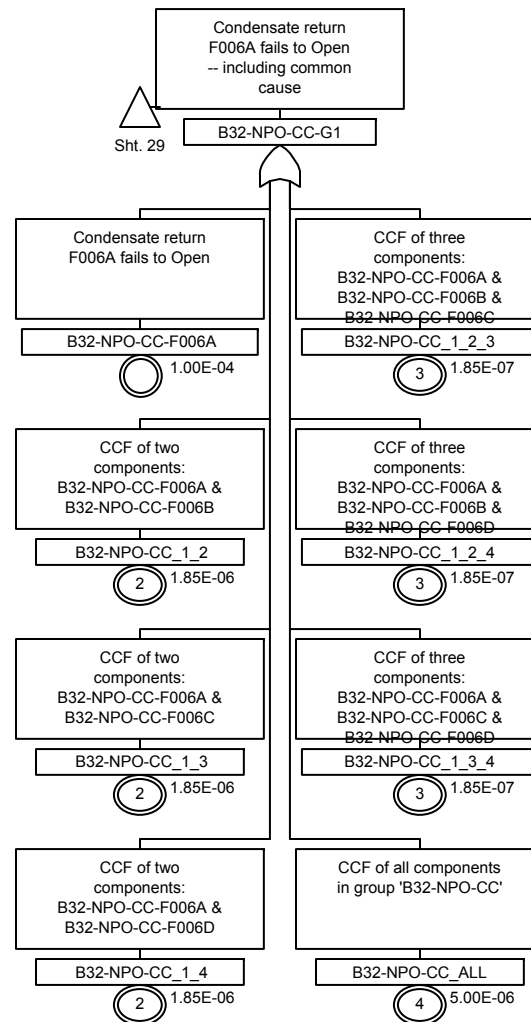 Condensate return
F006A fails to Open
-- including common
cause
Sht. 29
B32-NPO-CC-G1
Condensate return
F006A fails to Open
B32-NPO-CC-F006A
1.00E-04
CCF of two
components:
B32-NPO-CC-F006A &
B32-NPO-CC-F006B
B32-NPO-CC_1_2
2
1.85E-06
CCF of two
components:
B32-NPO-CC-F006A &
B32-NPO-CC-F006C
B32-NPO-CC_1_3
2
1.85E-06
CCF of two
components:
B32-NPO-CC-F006A &
B32-NPO-CC-F006D
B32-NPO-CC_1_4
2
1.85E-06
CCF of three
components:
B32-NPO-CC-F006A &
B32-NPO-CC-F006B &
B32-NPO-CC-F006C
B32-NPO-CC_1_2_3
3
1.85E-07
CCF of three
components:
B32-NPO-CC-F006A &
B32-NPO-CC-F006B &
B32-NPO-CC-F006D
B32-NPO-CC_1_2_4
3
1.85E-07
CCF of three
components:
B32-NPO-CC-F006A &
B32-NPO-CC-F006C &
B32-NPO-CC-F006D
B32-NPO-CC_1_3_4
3
1.85E-07
CCF of all components
in group 'B32-NPO-CC'
B32-NPO-CC_ALL
4
5.00E-06